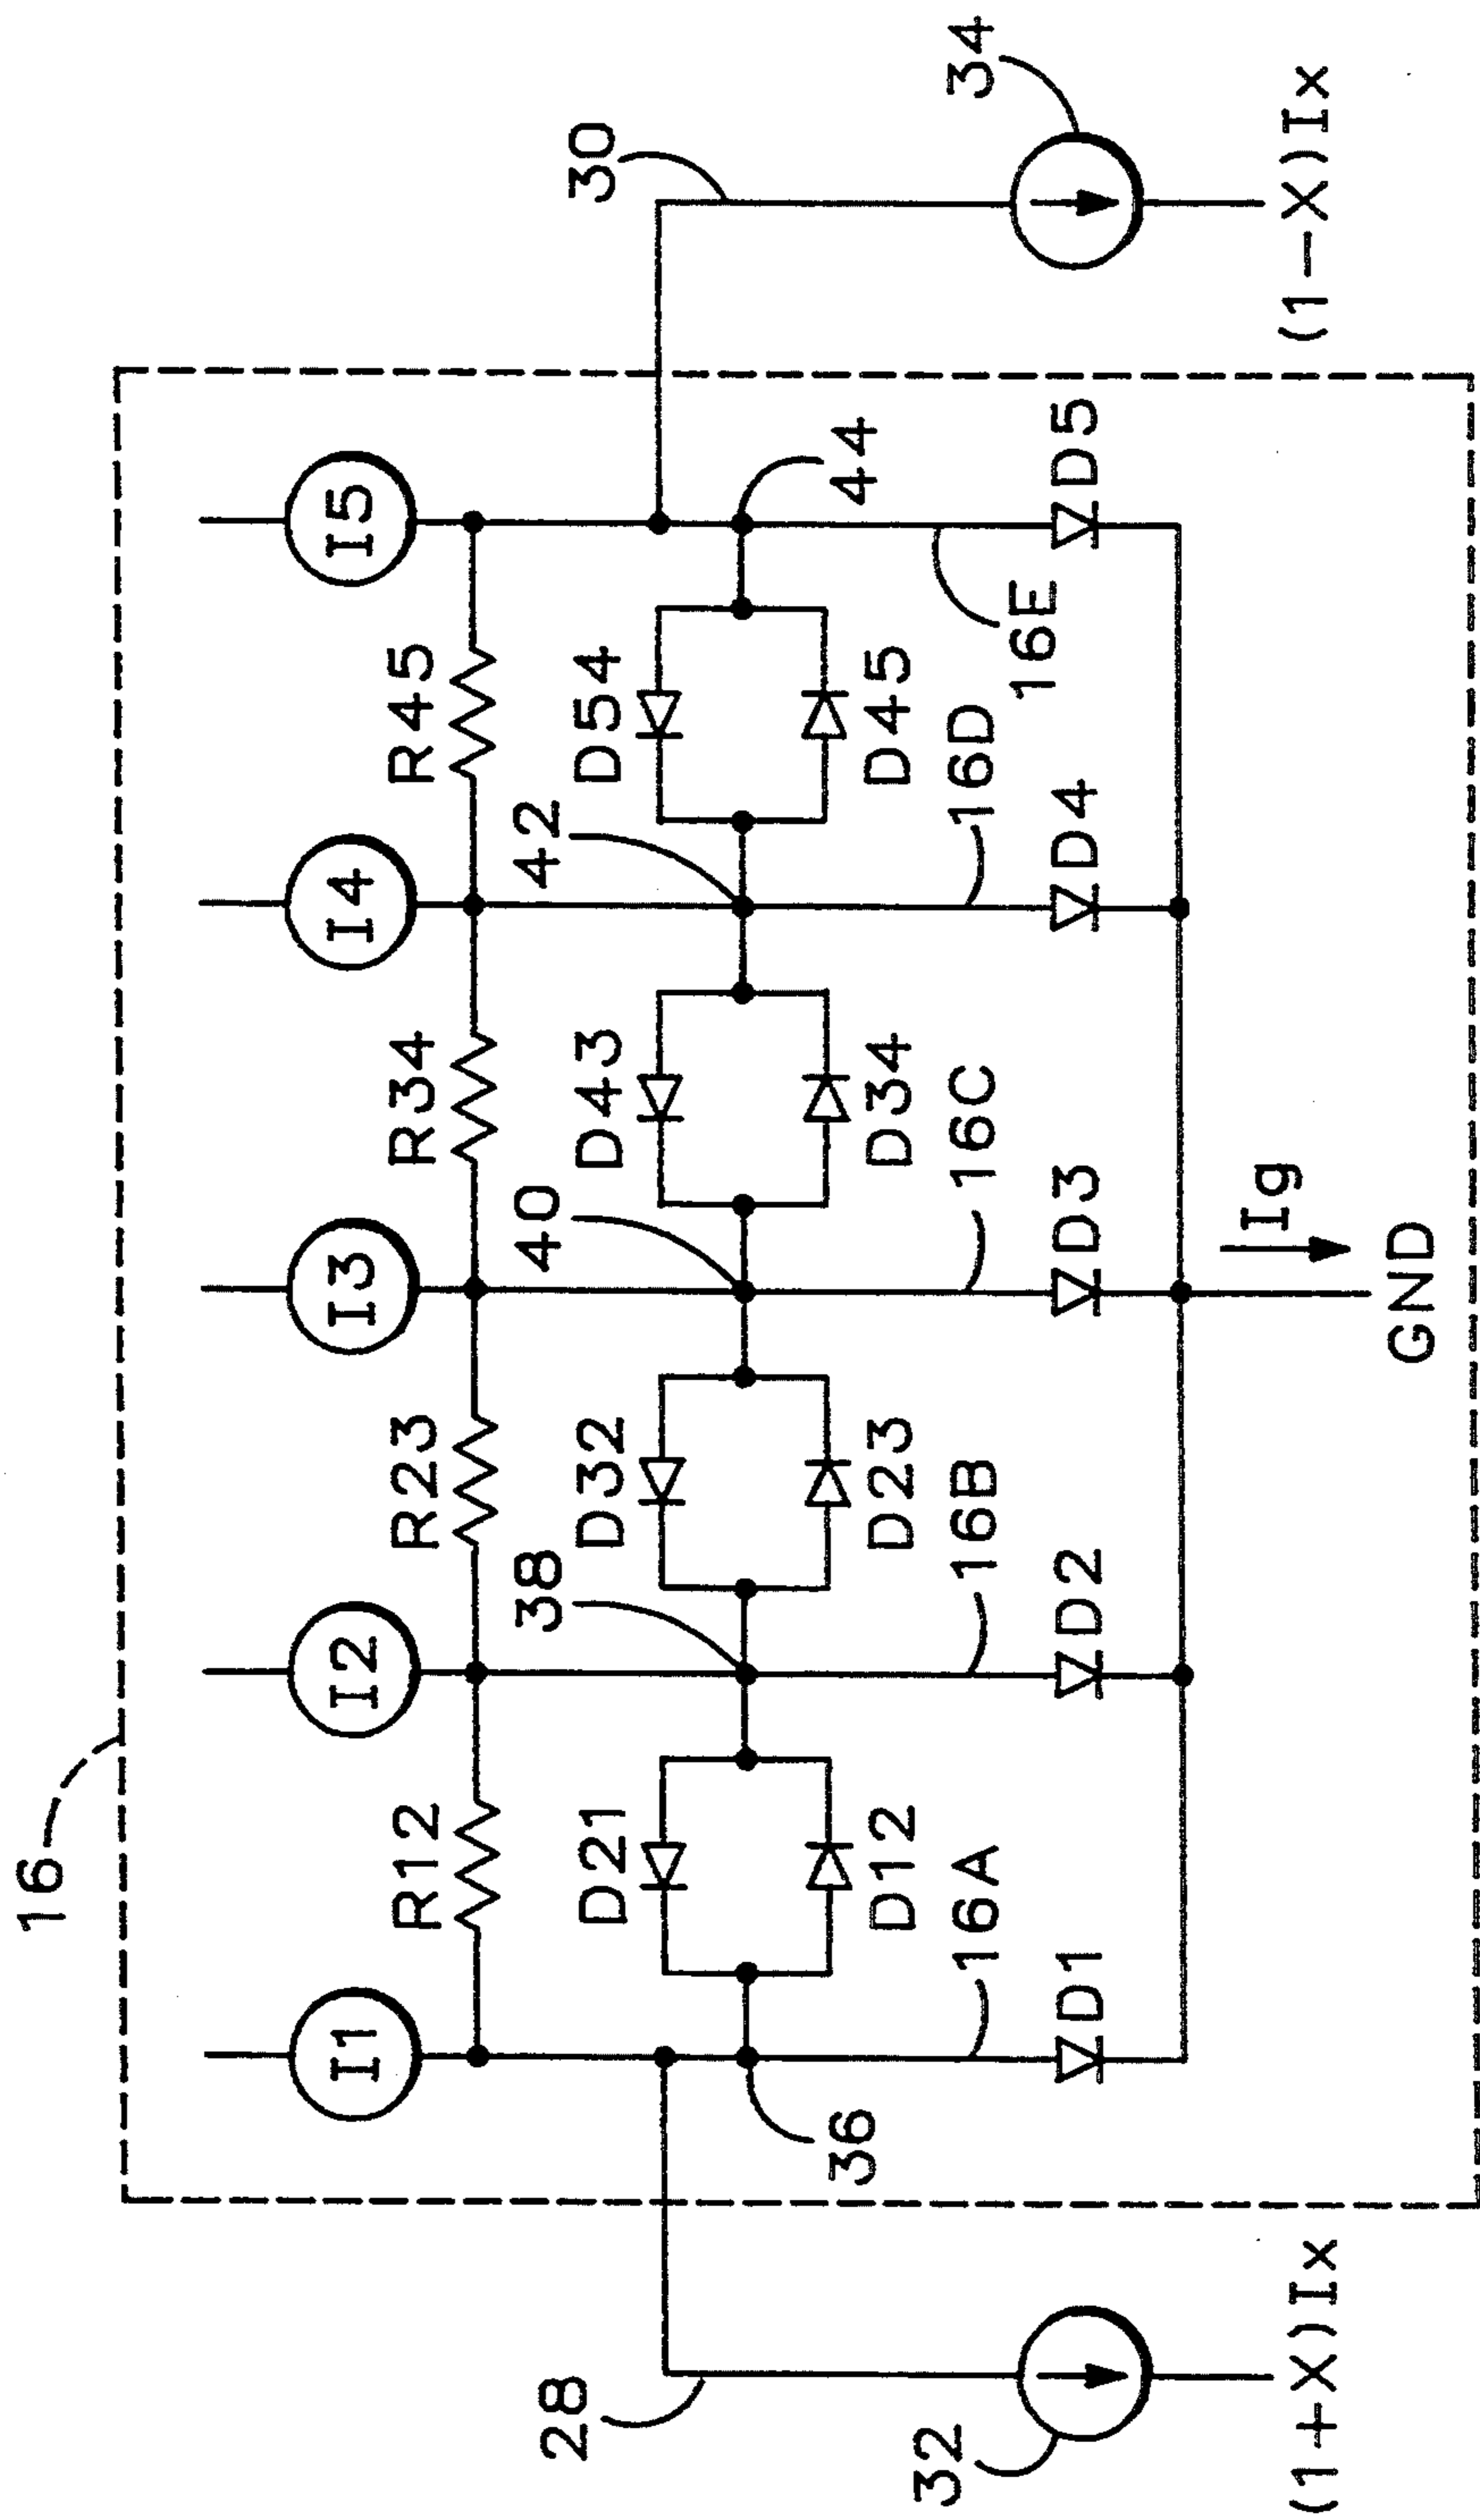 16
I1
I2
I3
I4
I5
R12
R23
R34
R45
38
40
42
30
28
D21
D32
D43
D54
36
D12
D23
D34
D45
44
32
16A
16B
16C
16D
16E
34
D1
D2
D3
D4
D5
Ig
(1+X)Ix
GND
(1-X)Ix